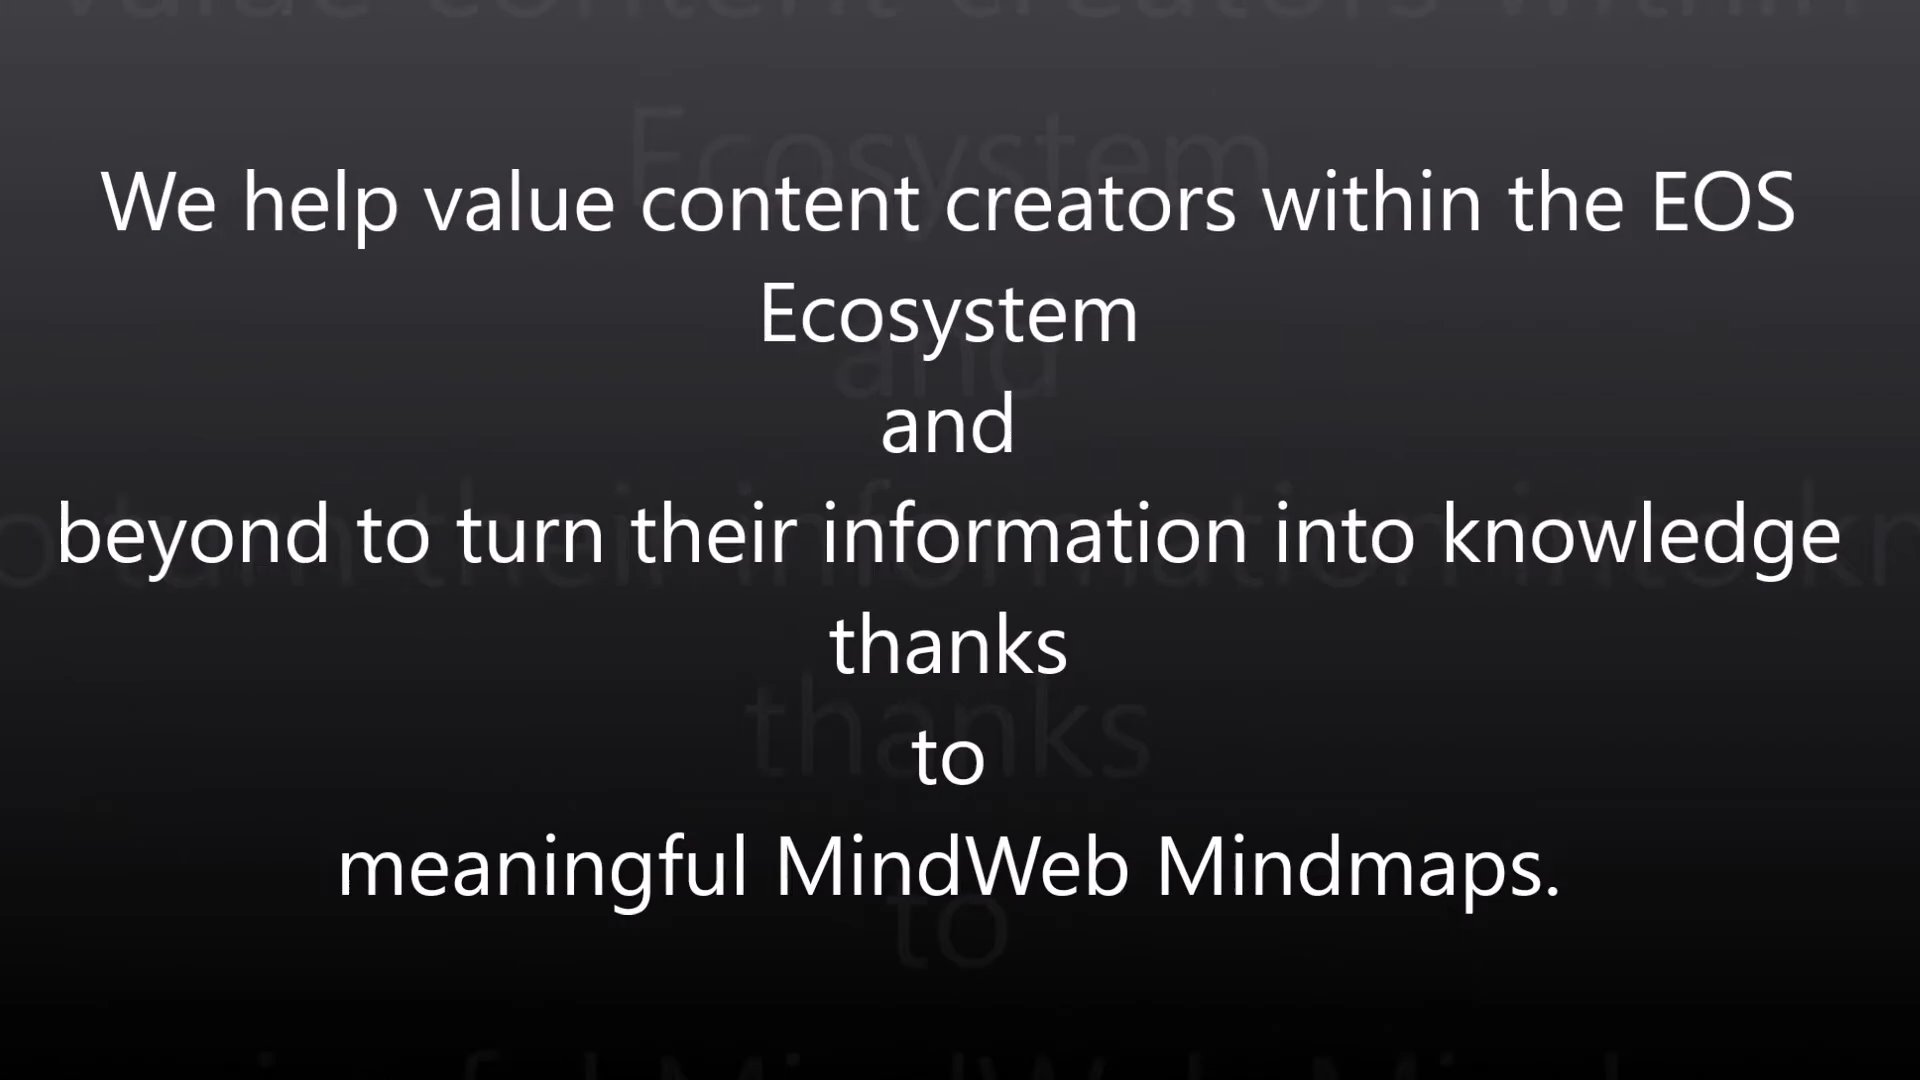 We help value content creators within the EOS
Ecosystem
and
beyond to turn their information into knowledge
thanks
to
meaningful MindWeb Mindmaps.